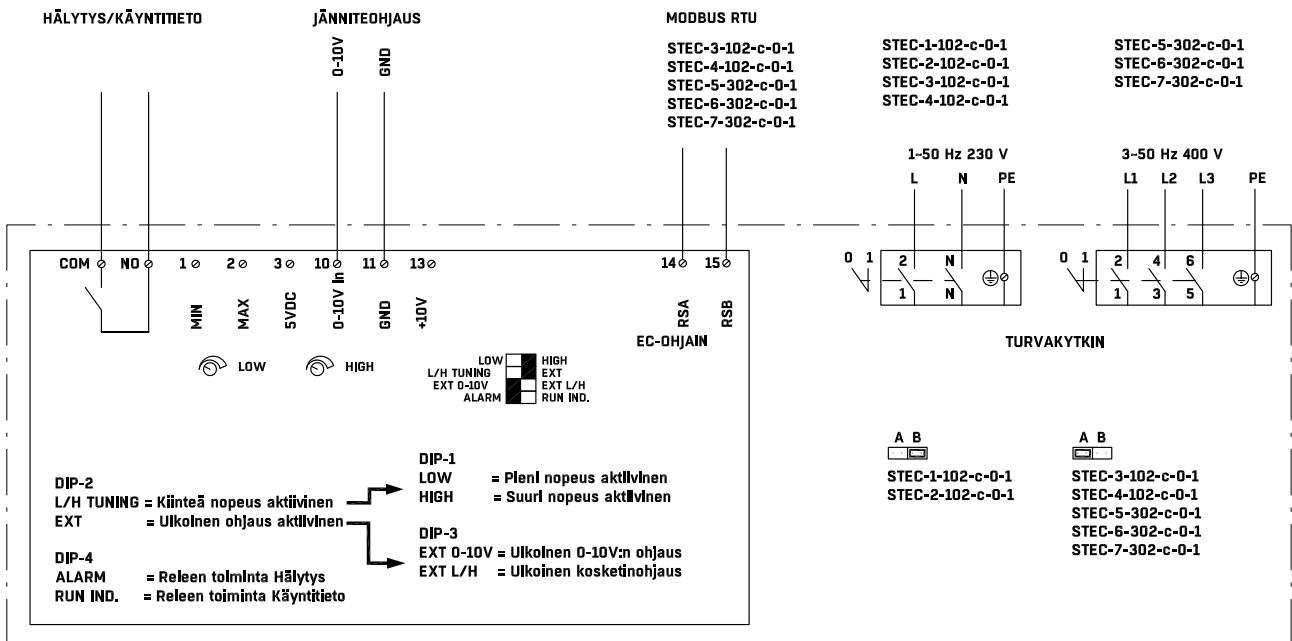 HÄLYTYS/KÄYNTITIETO
JÄNNITEOHJAUS
0-10V
GND
MODBUS RTU
STEC-3-102-c-0-1
STEC-4-102-c-0-1
STEC-5-302-c-0-1
STEC-6-302-c-0-1
STEC-7-302-c-0-1
STEC-1-102-c-0-1
STEC-2-102-c-0-1
STEC-3-102-c-0-1
STEC-4-102-c-0-1
STEC-5-302-c-0-1
STEC-6-302-c-0-1
STEC-7-302-c-0-1
1~50 Hz 230 V
L N PE
3~50 Hz 400 V
L1 L2 L3 PE
COM NO 1 2 3 10 11 13 14 15
MIN
MAX
5VDC
0-10V In
GND
+10V
RSA
RSB
EC-OHJAIN
0 1 2 N
1 N
0 1 2 4 6
1 3 5
TURVAKYTKIN
LOW
HIGH
LOW HIGH
L/H TUNING EXT
EXT 0-10V EXT L/H
ALARM RUN IND.
DIP-2
L/H TUNING = Kiinteä nopeus aktiivinen
EXT = Ulkoinen ohjaus aktiivinen
DIP-4
ALARM = Releen toiminta Hälytys
RUN IND. = Releen toiminta Käyntitieto
DIP-1
LOW = Pieni nopeus aktiivinen
HIGH = Suuri nopeus aktiivinen
DIP-3
EXT 0-10V = Ulkoinen 0-10V:n ohjaus
EXT L/H = Ulkoinen kosketinohjaus
A B
STEC-1-102-c-0-1
STEC-2-102-c-0-1
A B
STEC-3-102-c-0-1
STEC-4-102-c-0-1
STEC-5-302-c-0-1
STEC-6-302-c-0-1
STEC-7-302-c-0-1